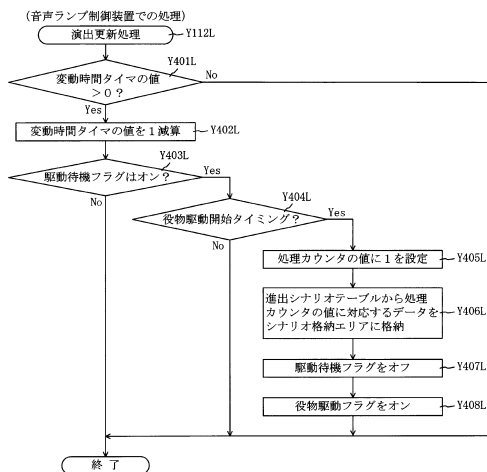 (音声ランプ制御装置での処理)
演出更新処理
Y112L
変動時間タイマの値
>0?
Y401L
No
Yes
変動時間タイマの値を1減算
Y402L
駆動待機フラグはオン?
Y403L
Yes
No
役物駆動開始タイミング?
Y404L
Yes
No
処理カウンタの値に1を設定
Y405L
進出シナリオテーブルから処理
カウンタの値に対応するデータを
シナリオ格納エリアに格納
Y406L
駆動待機フラグをオフ
Y407L
役物駆動フラグをオン
Y408L
終了